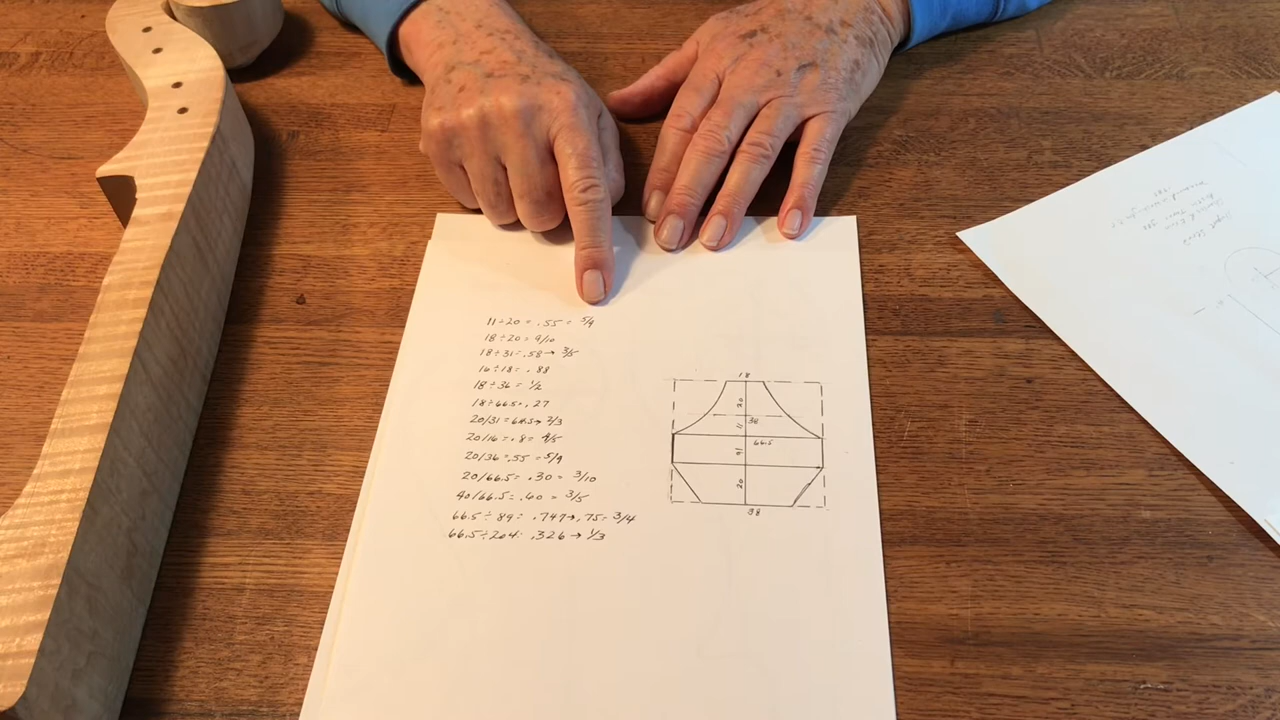 11÷20 = .55 = 5/9
18÷20 = 9/10
18÷31 = .58 → 3/5
16÷18 = .88
18÷36 = 1/2
18÷66.5 = .27
20/31 = 64.5 → 2/3
20/16 = .8 = 4/5
20/36 = .55 = 5/9
20/66.5 = .30 = 3/10
40/66.5 = .60 = 3/5
66.5÷89 = .747 → .75 = 3/4
66.5÷204 = .326 → 1/3
18
20
11
38
66.5
16
20
38